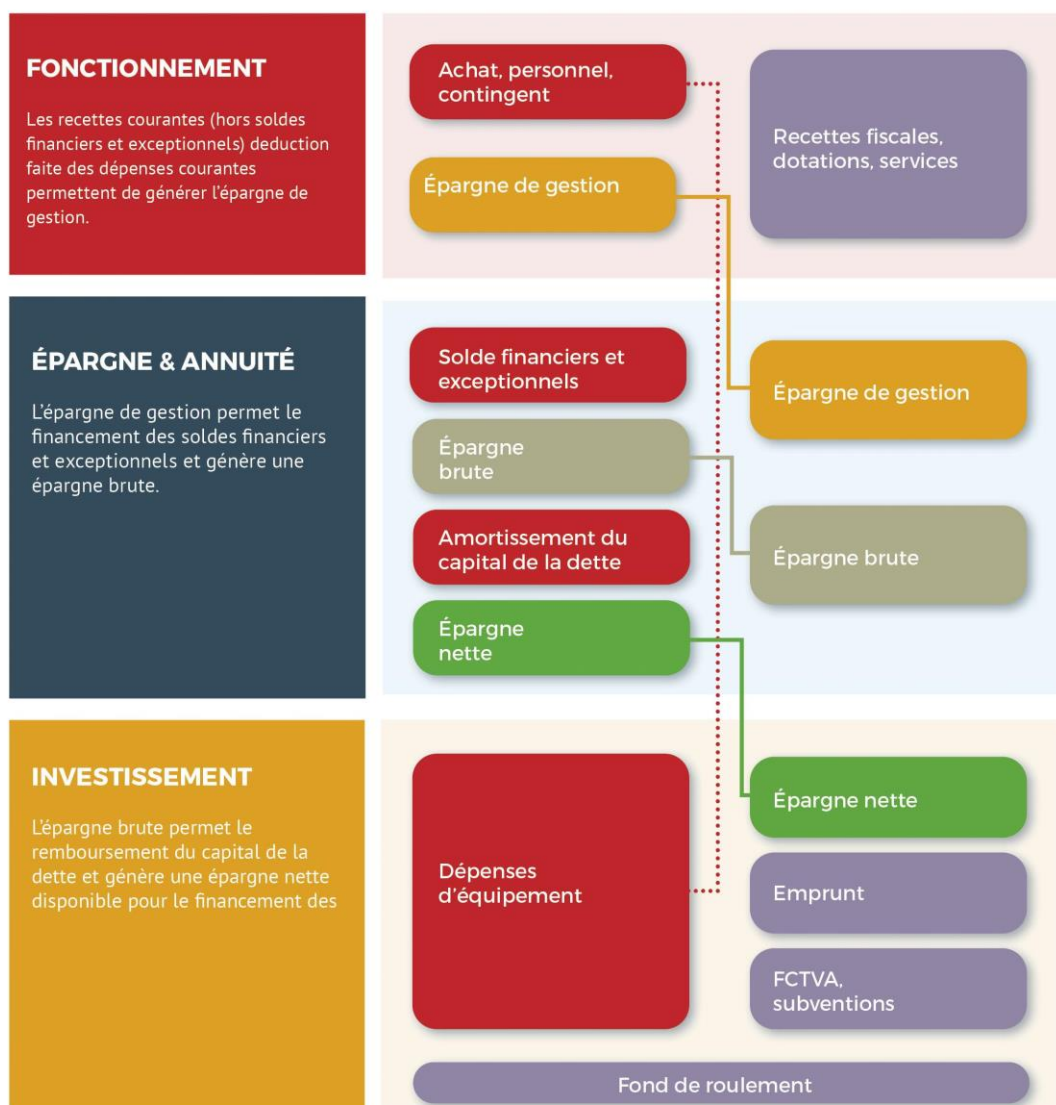 FONCTIONNEMENT
Les recettes courantes (hors soldes
financiers et exceptionnels) deduction
faite des dépenses courantes
permettent de générer l'épargne de
gestion.
Achat, personnel,
contingent
Épargne de gestion
Recettes fiscales,
dotations, services
ÉPARGNE & ANNUITÉ
L'épargne de gestion permet le
financement des soldes financiers
et exceptionnels et génère une
épargne brute.
Solde financiers et
exceptionnels
Épargne
brute
Amortissement du
capital de la dette
Épargne
nette
Épargne de gestion
Épargne brute
INVESTISSEMENT
L'épargne brute permet le
remboursement du capital de la
dette et génère une épargne nette
disponible pour le financement des
Dépenses
d'équipement
Épargne nette
Emprunt
FCTVA,
subventions
Fond de roulement